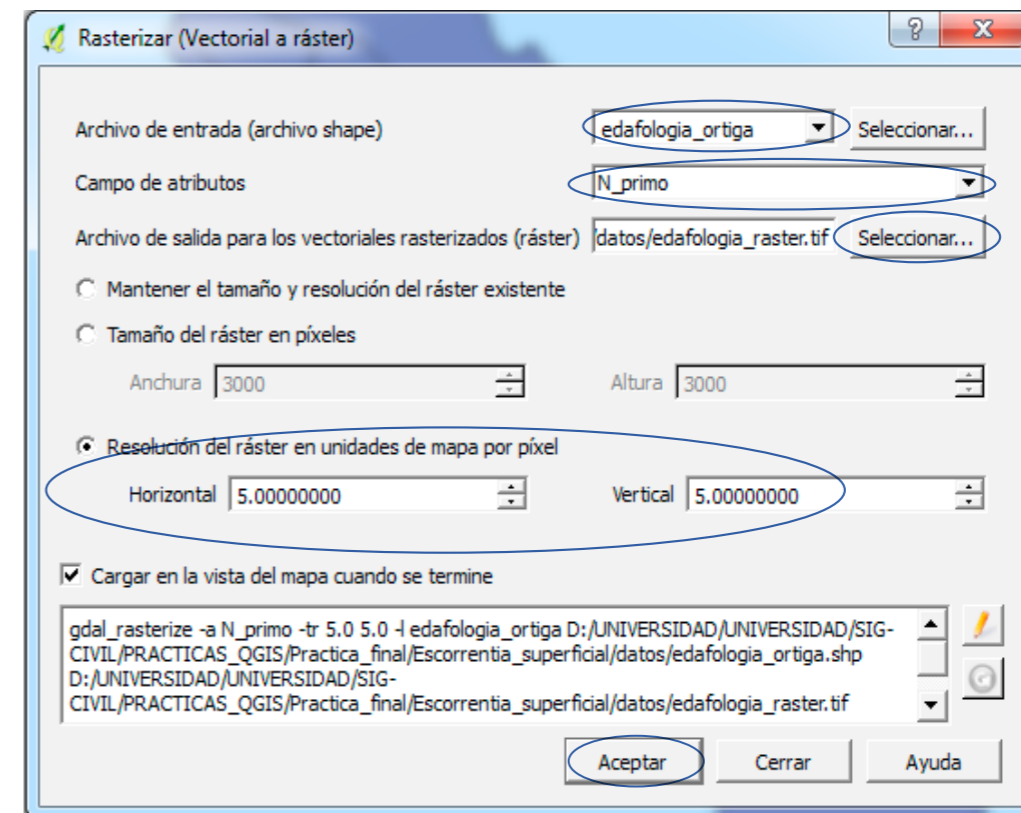 Rasterizar (Vectorial a ráster)
Archivo de entrada (archivo shape) edafologia_ortiga Seleccionar...
Campo de atributos N_primo
Archivo de salida para los vectoriales rasterizados (ráster) /datos/edafologia_raster.tif Seleccionar...
Mantener el tamaño y resolución del ráster existente
Tamaño del ráster en píxeles
Anchura 3000 Altura 3000
Resolución del ráster en unidades de mapa por píxel
Horizontal 5.00000000 Vertical 5.00000000
Cargar en la vista del mapa cuando se termine
gdal_rasterize -a N_primo -tr 5.0 5.0 -l edafologia_ortiga D:/UNIVERSIDAD/UNIVERSIDAD/SIG-
CIVIL/PRACTICAS_QGIS/Practica_final/Escorrentia_superficial/datos/edafologia_ortiga.shp
D:/UNIVERSIDAD/UNIVERSIDAD/SIG-
CIVIL/PRACTICAS_QGIS/Practica_final/Escorrentia_superficial/datos/edafologia_raster.tif
Aceptar Cerrar Ayuda